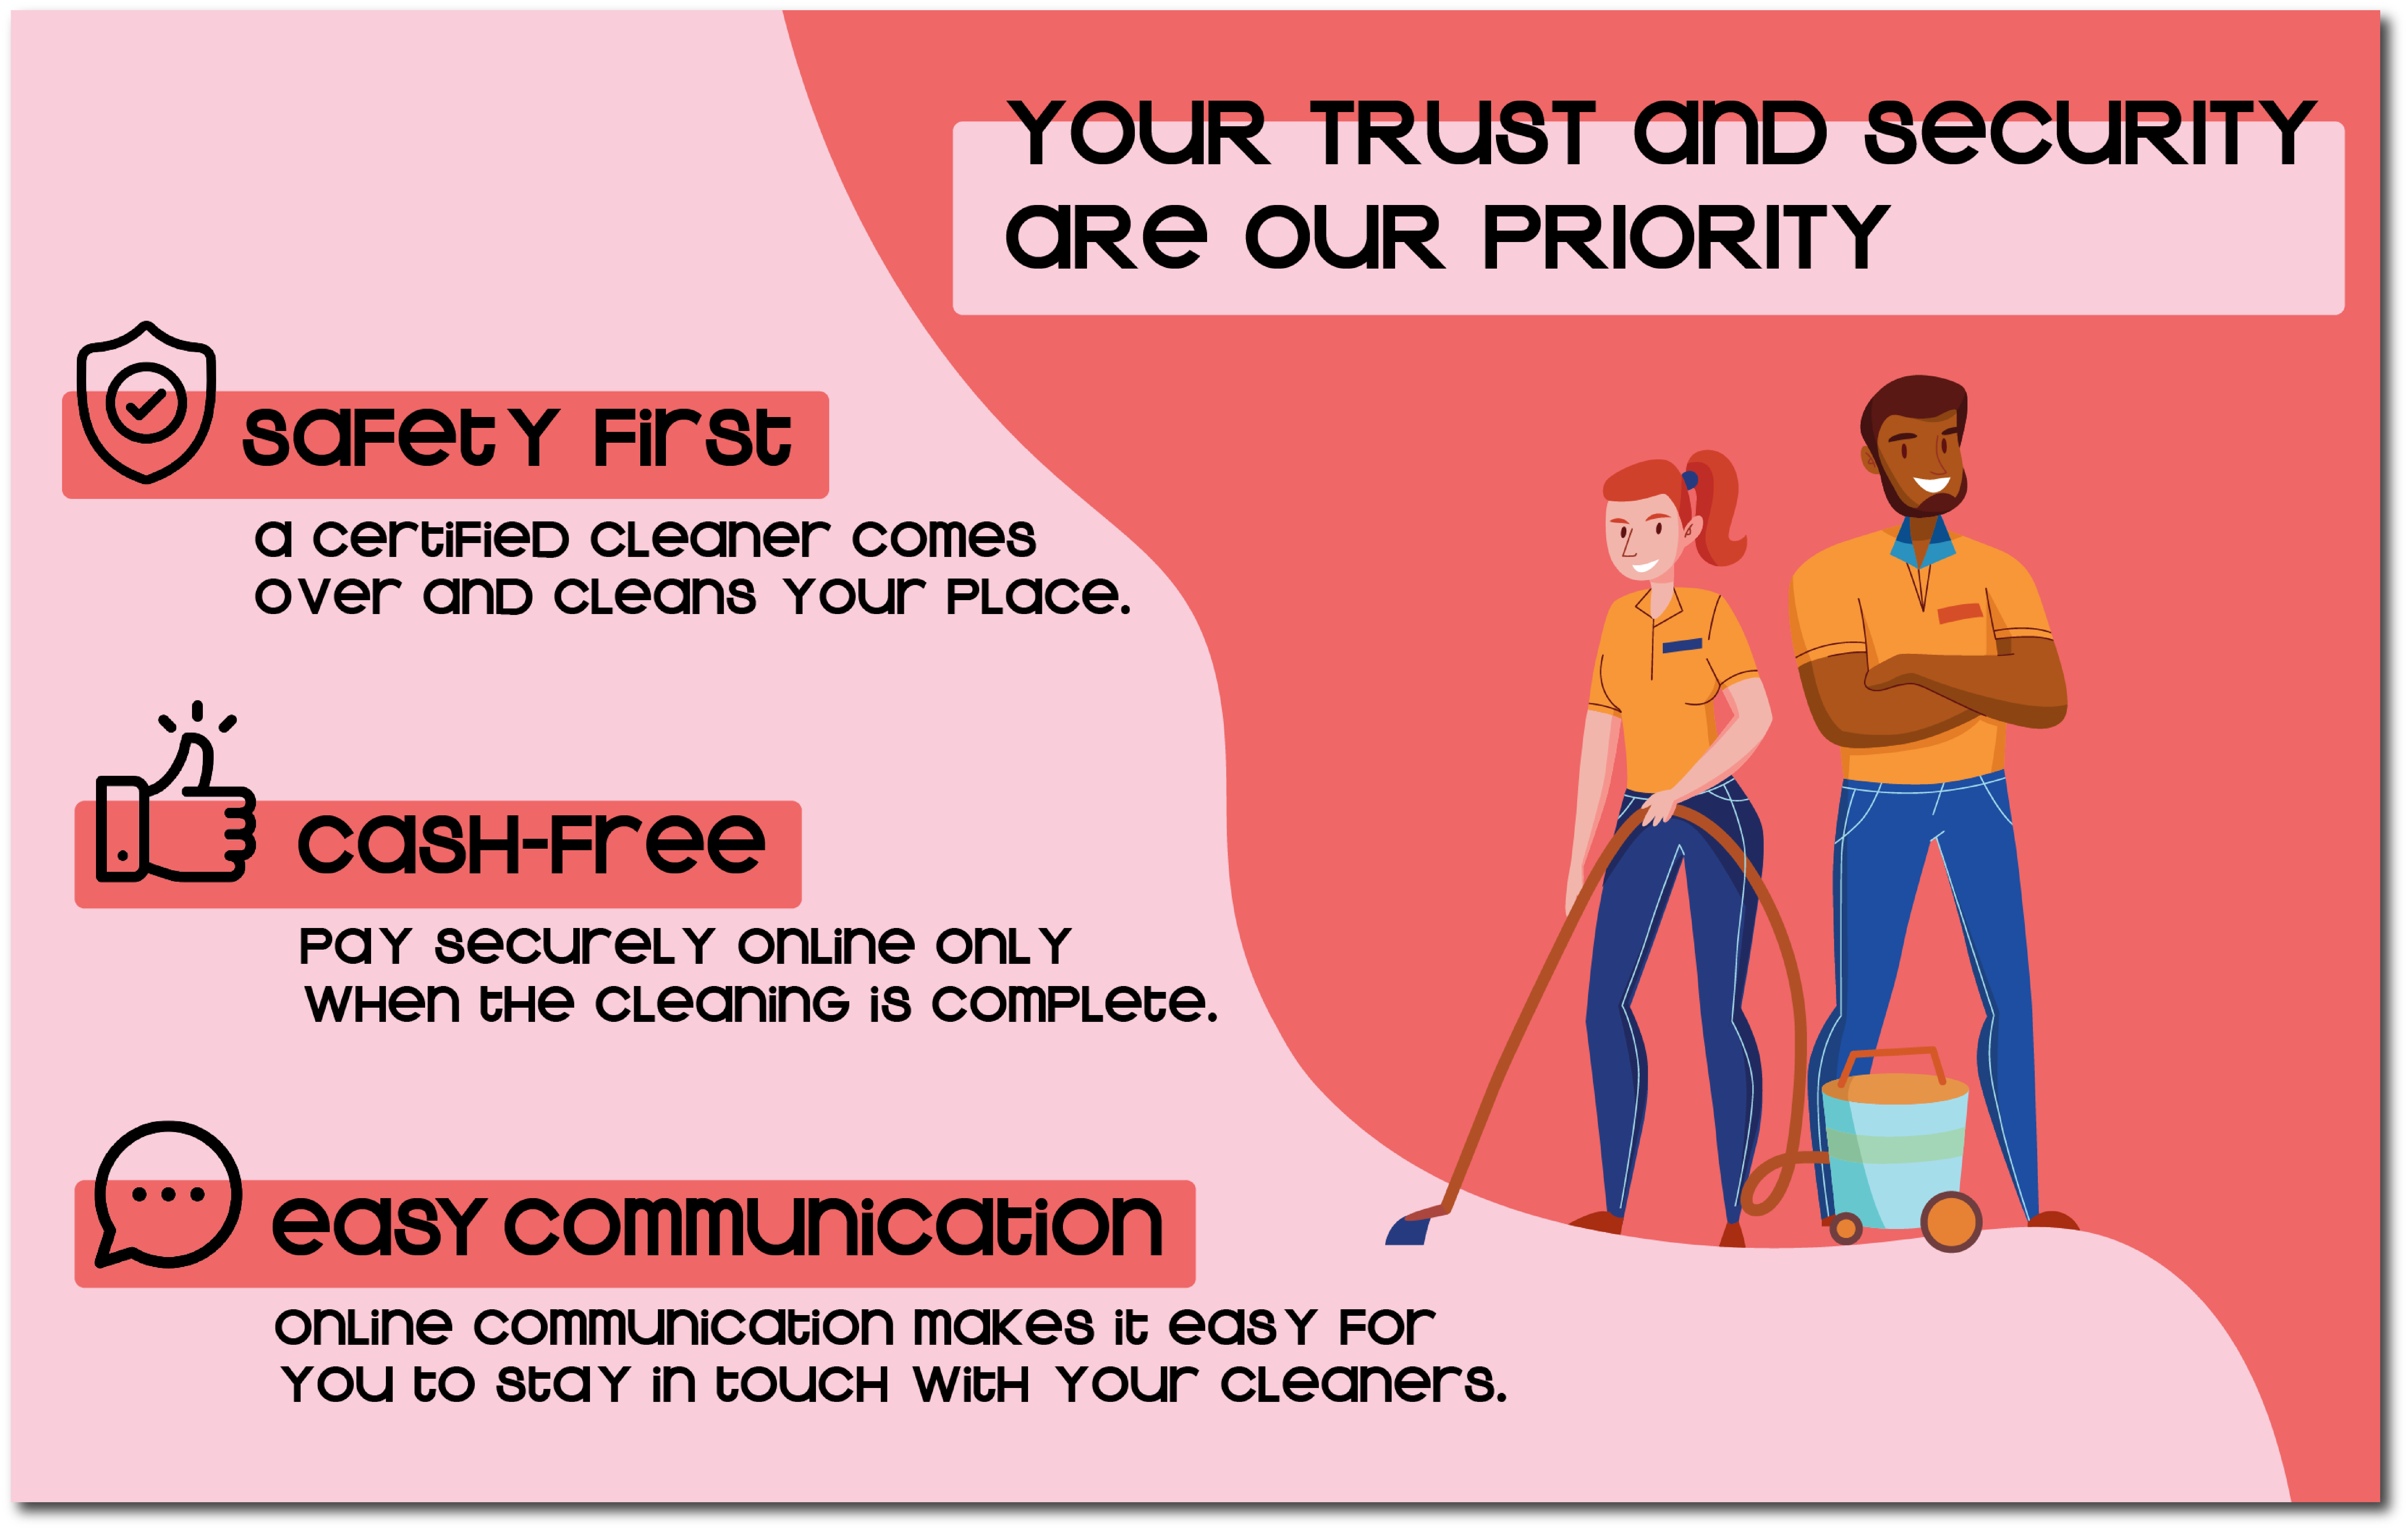 YOUR TRUST AND SECURITY
ARE OUR PRIORITY
SAFETY FIRST
A CERTIFIED CLEANER COMES
OVER AND CLEANS YOUR PLACE.
CASH-FREE
PAY SECURELY ONLINE ONLY
WHEN THE CLEANING IS COMPLETE.
EASY COMMUNICATION
ONLINE COMMUNICATION MAKES IT EASY FOR
YOU TO STAY IN TOUCH WITH YOUR CLEANERS.